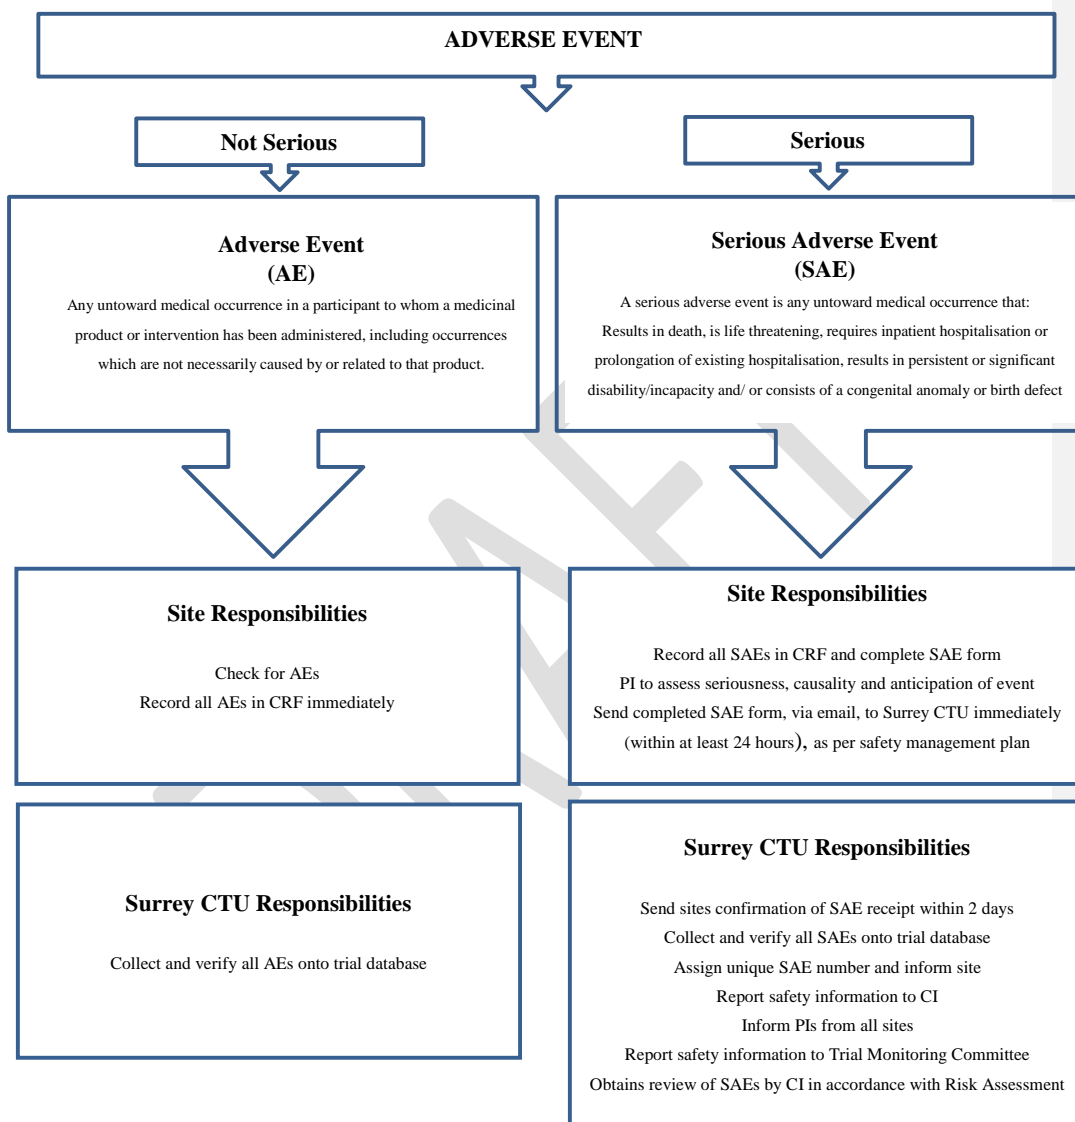 ADVERSE EVENT
Not Serious
Serious
Adverse Event
(AE)
Any untoward medical occurrence in a participant to whom a medicinal
product or intervention has been administered, including occurrences
which are not necessarily caused by or related to that product.
Serious Adverse Event
(SAE)
A serious adverse event is any untoward medical occurrence that:
Results in death, is life threatening, requires inpatient hospitalisation or
prolongation of existing hospitalisation, results in persistent or significant
disability/incapacity and/ or consists of a congenital anomaly or birth defect
Site Responsibilities
Check for AEs
Record all AEs in CRF immediately
Site Responsibilities
Record all SAEs in CRF and complete SAE form
PI to assess seriousness, causality and anticipation of event
Send completed SAE form, via email, to Surrey CTU immediately
(within at least 24 hours), as per safety management plan
Surrey CTU Responsibilities
Collect and verify all AEs onto trial database
Surrey CTU Responsibilities
Send sites confirmation of SAE receipt within 2 days
Collect and verify all SAEs onto trial database
Assign unique SAE number and inform site
Report safety information to CI
Inform PIs from all sites
Report safety information to Trial Monitoring Committee
Obtains review of SAEs by CI in accordance with Risk Assessment